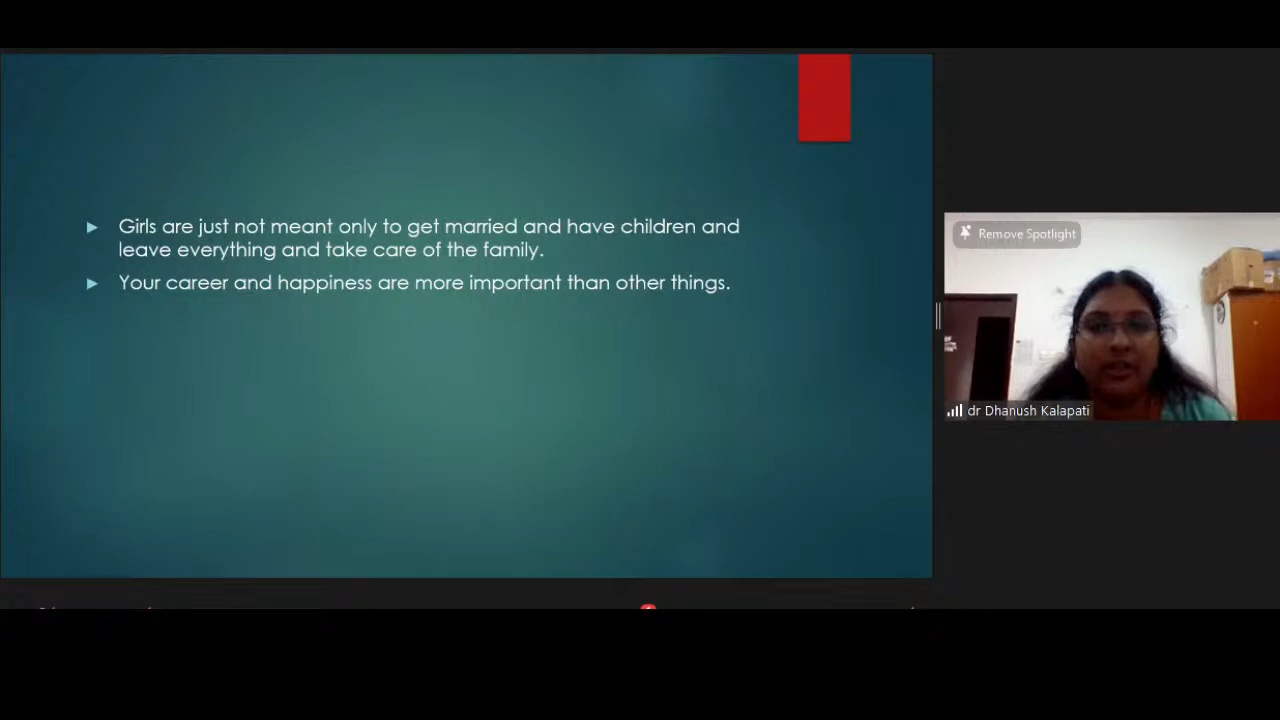 Girls are just not meant only to get married and have children and
leave everything and take care of the family.
Your career and happiness are more important than other things.
Remove Spotlight
dr Dhanush Kalapati